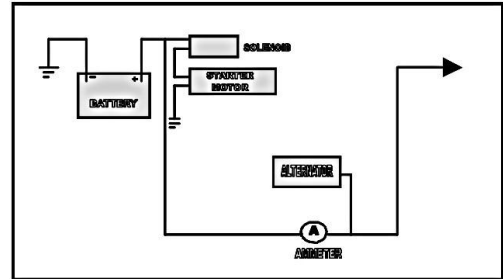 SOLENOID
STARTER
MOTOR
- +
BATTERY
ALTERNATOR
A
AMMETER